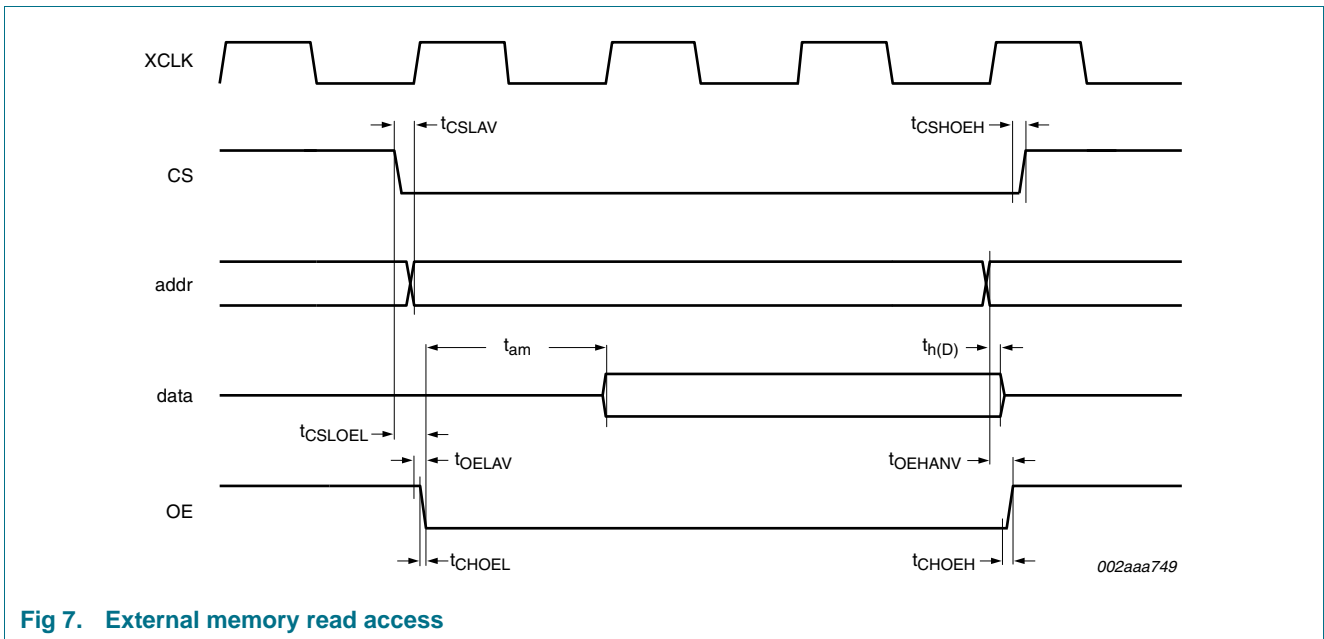 XCLK
tCSLAV
tCSHOEH
CS
addr
tam
th(D)
data
tCSLOEL
tOELAV
tOEHANV
OE
tCHOEL
tCHOEH
002aaa749
Fig 7. External memory read access